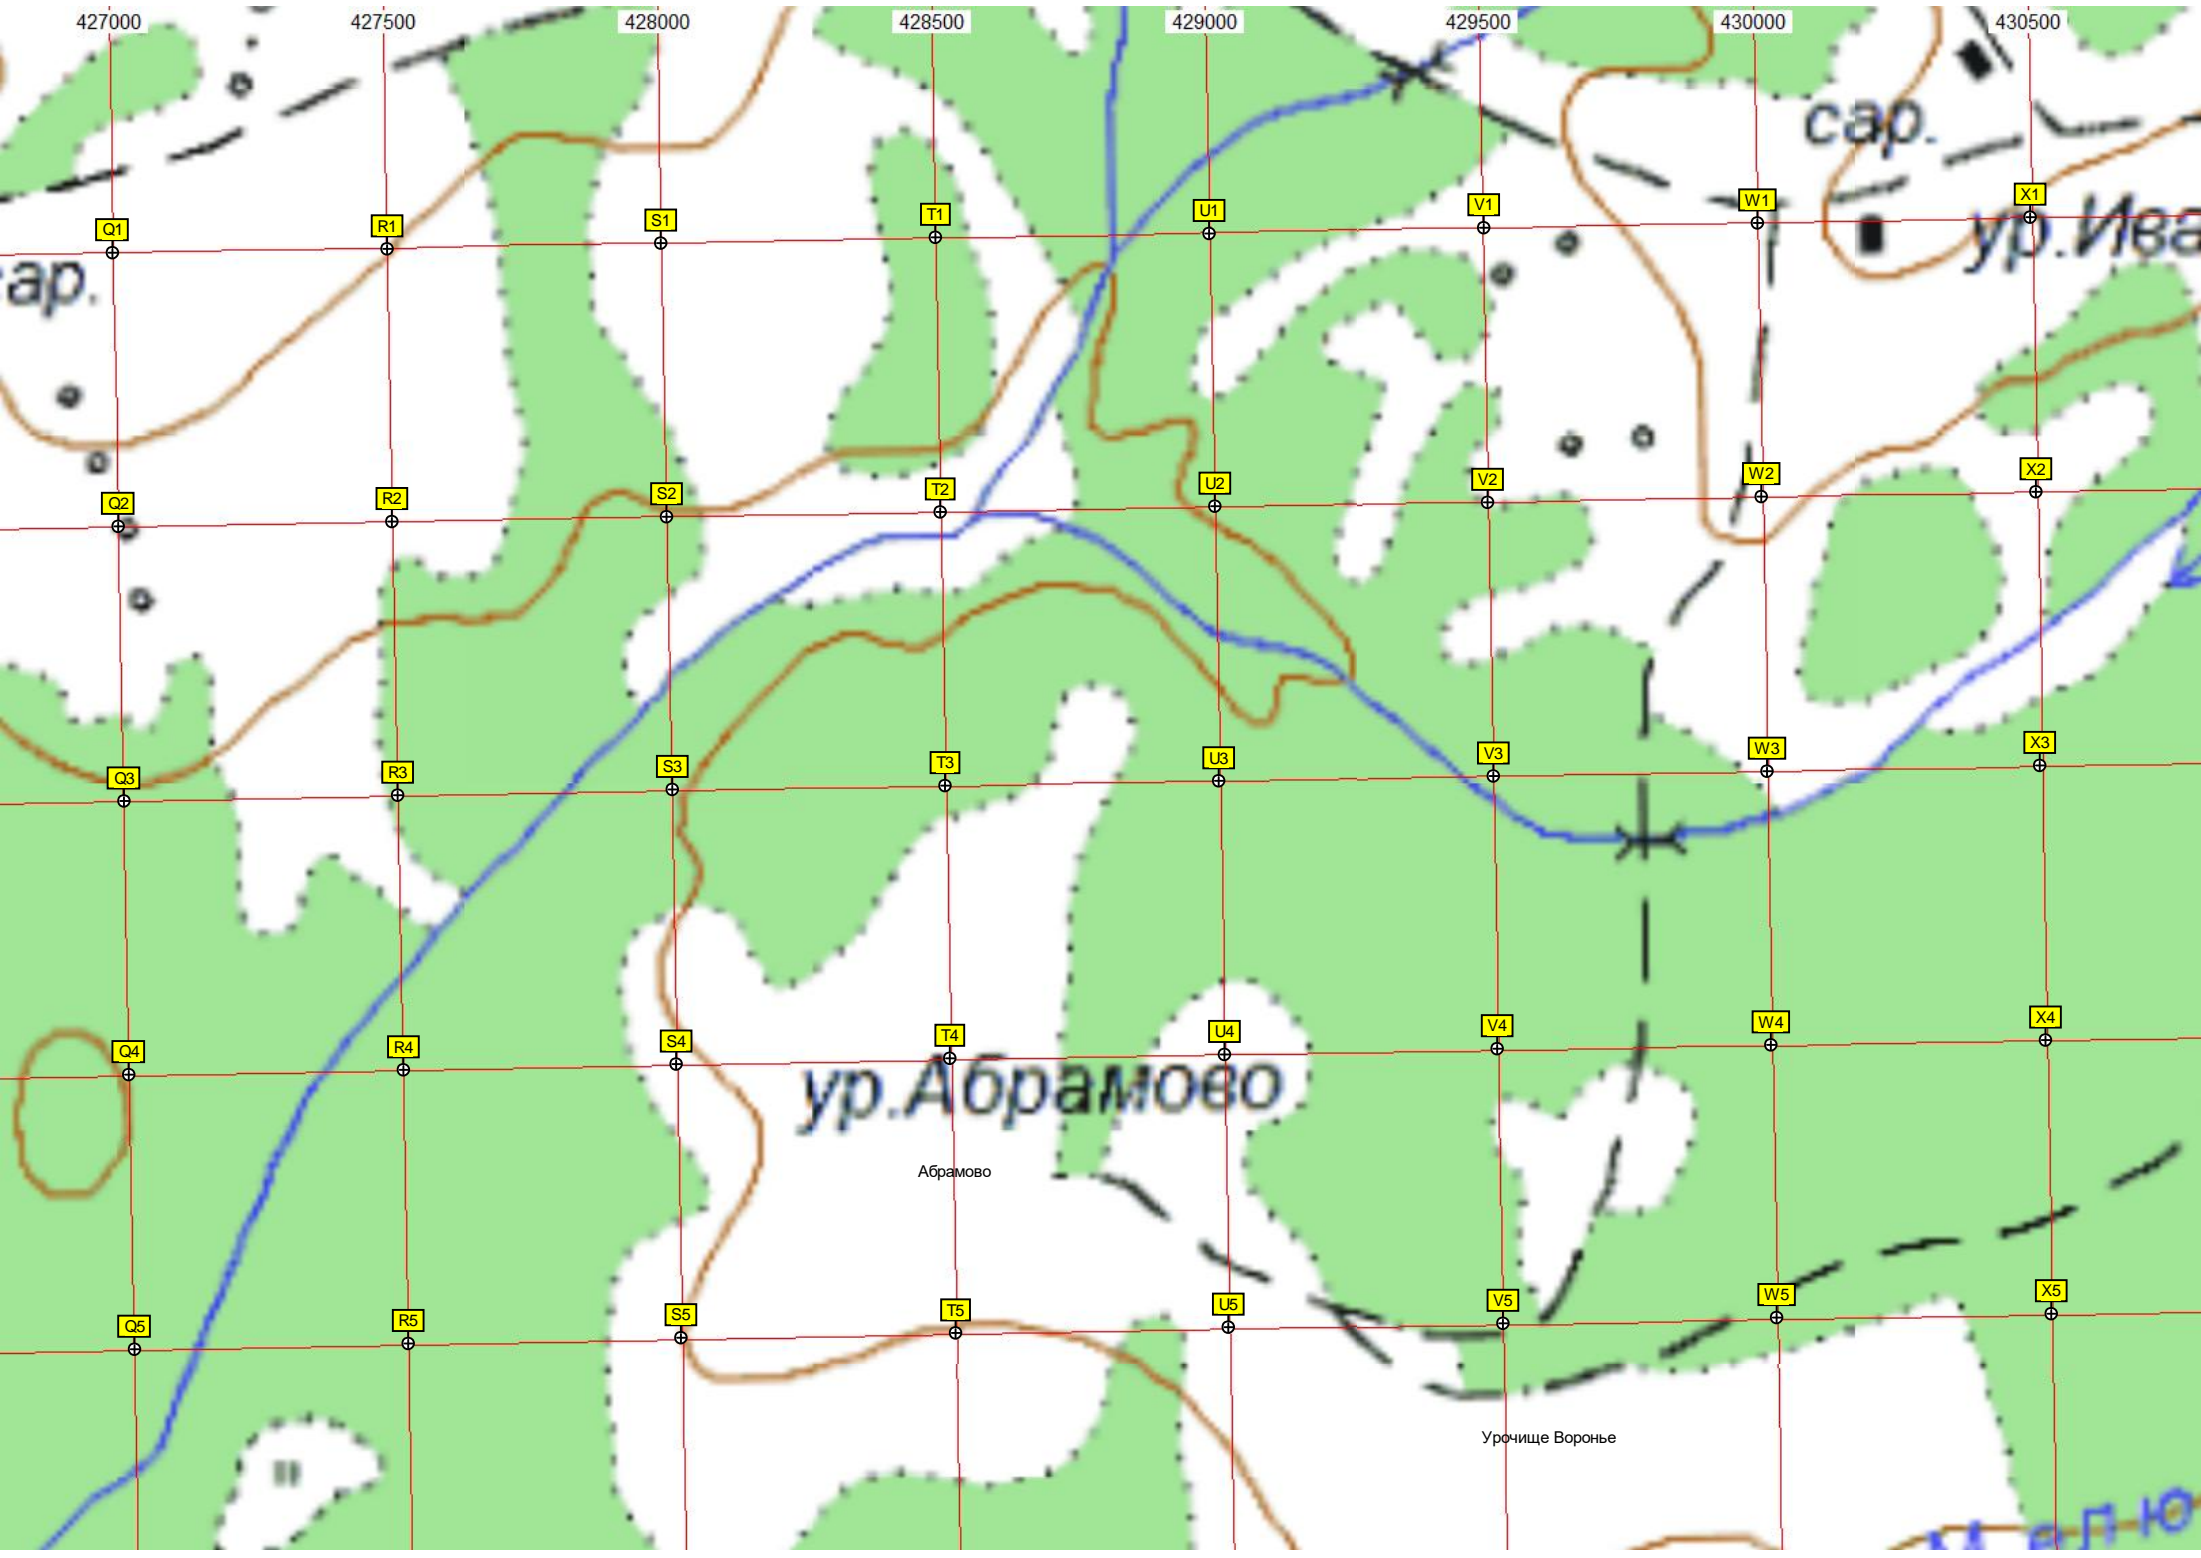 427000 427500 428000 428500 429000 429500 430000 430500
сар.
Q1 R1 S1 T1 U1 V1 W1 X1
ур.Ива
ар.
Q2 R2 S2 T2 U2 V2 W2 X2
Q3 R3 S3 T3 U3 V3 W3 X3
Q4 R4 S4 T4 U4 V4 W4 X4
ур.Абрамово
Абрамово
Q5 R5 S5 T5 U5 V5 W5 X5
Урочище Воронье
Мелю